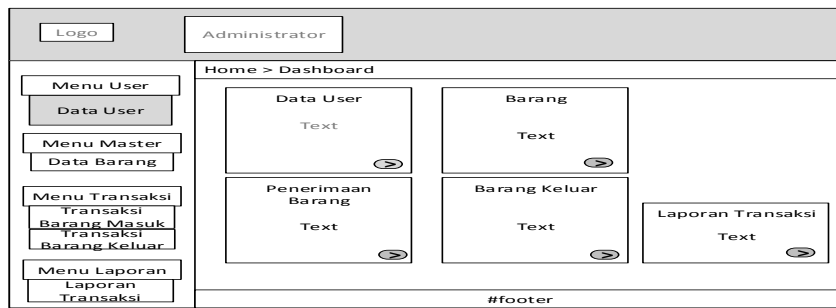 Logo
Administrator
Home > Dashboard
Menu User
Data User
Menu Master
Data Barang
Menu Transaksi
Transaksi
Barang Masuk
Transaksi
Barang Keluar
Menu Laporan
Laporan
Transaksi
Data User
Text
>
Barang
Text
>
Penerimaan
Barang
Text
>
Barang Keluar
Text
>
Laporan Transaksi
Text
>
#footer